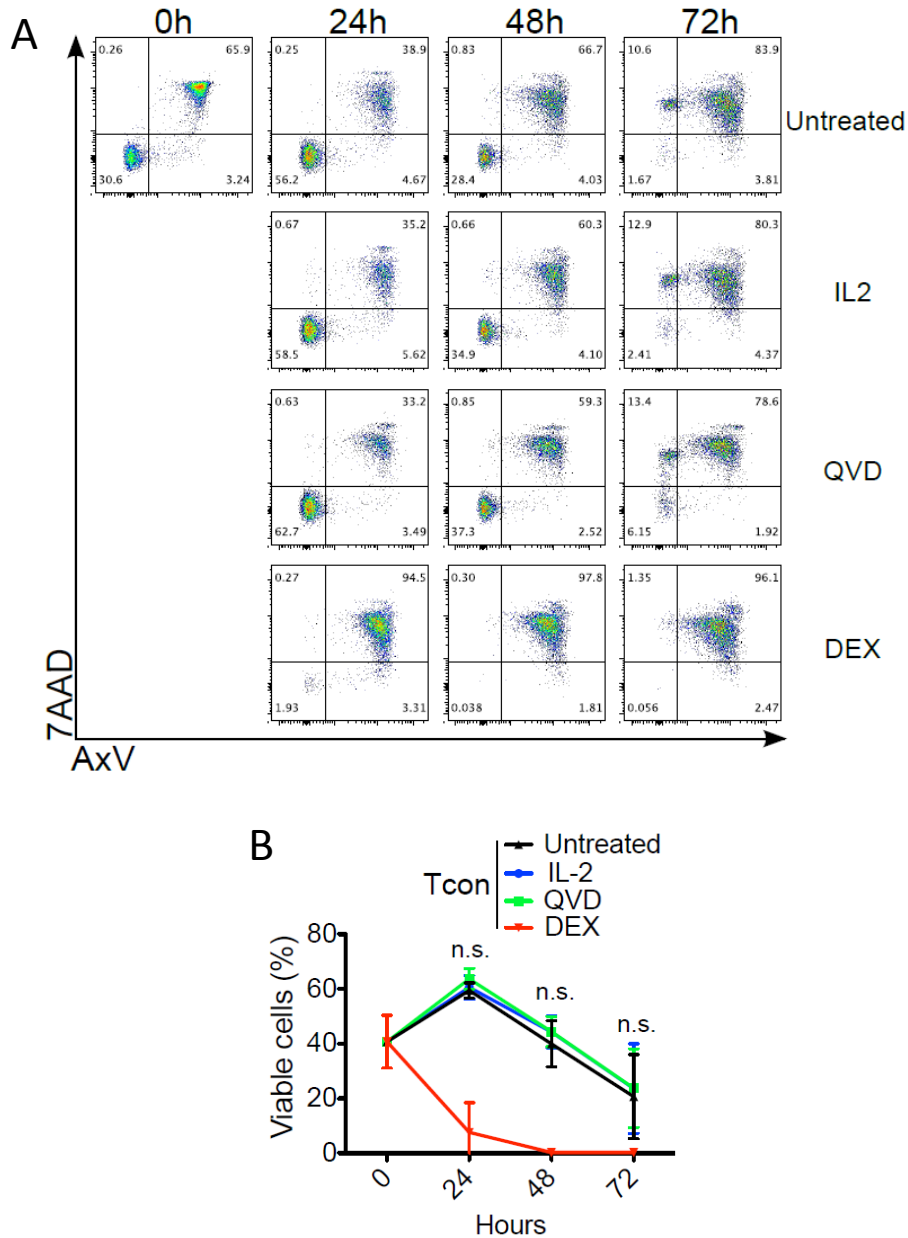 A
0h 24h 48h 72h
0.26 65.9 0.25 38.9 0.83 66.7 10.6 83.9
Untreated
30.6 3.24 56.2 4.67 28.4 4.03 1.67 3.81
0.67 35.2 0.66 60.3 12.9 80.3
IL2
58.5 5.62 34.9 4.10 2.41 4.37
0.63 33.2 0.85 59.3 13.4 78.6
QVD
62.7 3.49 37.3 2.52 6.15 1.92
0.27 94.5 0.30 97.8 1.35 96.1
DEX
1.93 3.31 0.038 1.81 0.056 2.47
7AAD
AxV
B
Tcon
Untreated
IL-2
QVD
DEX
Viable cells (%)
80
60
40
20
0
n.s.
n.s.
n.s.
0 24 48 72
Hours